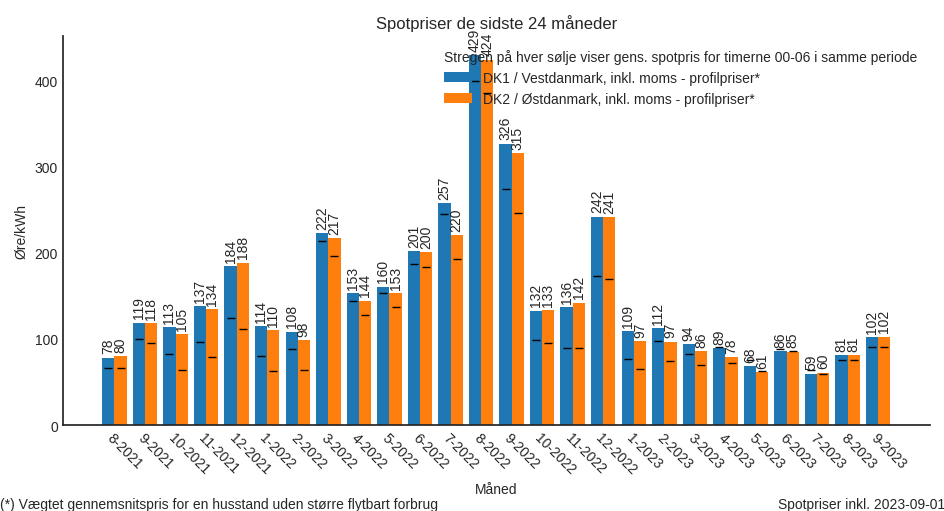 Spotpriser de sidste 24 måneder
Stregen på hver søjle viser gens. spotpris for timerne 00-06 i samme periode
DK1 / Vestdanmark, inkl. moms - profilpriser*
DK2 / Østdanmark, inkl. moms - profilpriser*
Øre/kWh
400
300
200
100
0
78 80 119 118 113 105 137 134 184 188 114 110 108 98 222 217 153 144 160 153 201 200 257 220 429 424 326 315 132 133 136 142 242 241 109 97 112 97 94 86 89 78 68 61 86 85 59 60 81 81 102 102
8-2021 9-2021 10-2021 11-2021 12-2021 1-2022 2-2022 3-2022 4-2022 5-2022 6-2022 7-2022 8-2022 9-2022 10-2022 11-2022 12-2022 1-2023 2-2023 3-2023 4-2023 5-2023 6-2023 7-2023 8-2023 9-2023
Måned
(*) Vægtet gennemsnitspris for en husstand uden større flytbart forbrug
Spotpriser inkl. 2023-09-01